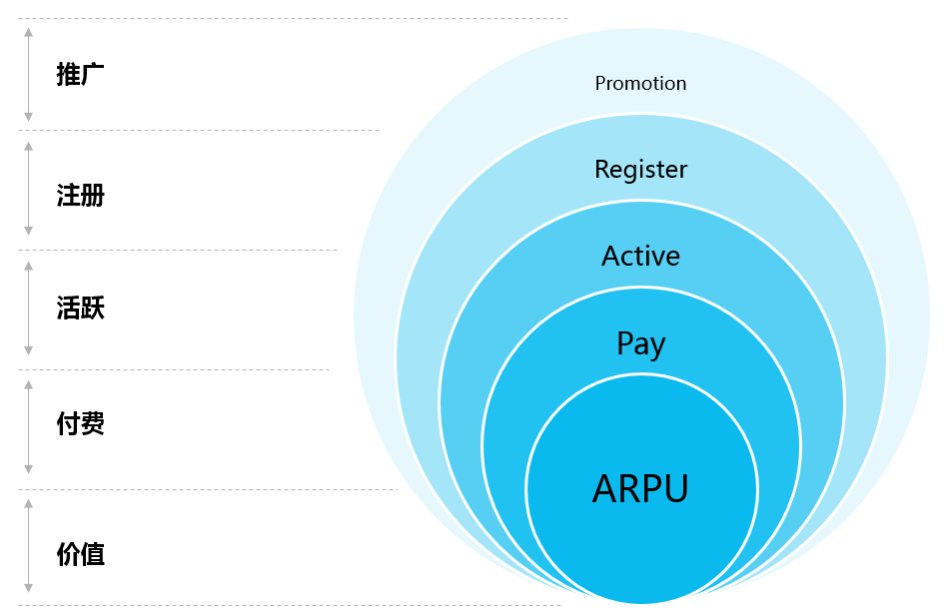 推广
Promotion
注册
Register
活跃
Active
付费
Pay
价值
ARPU